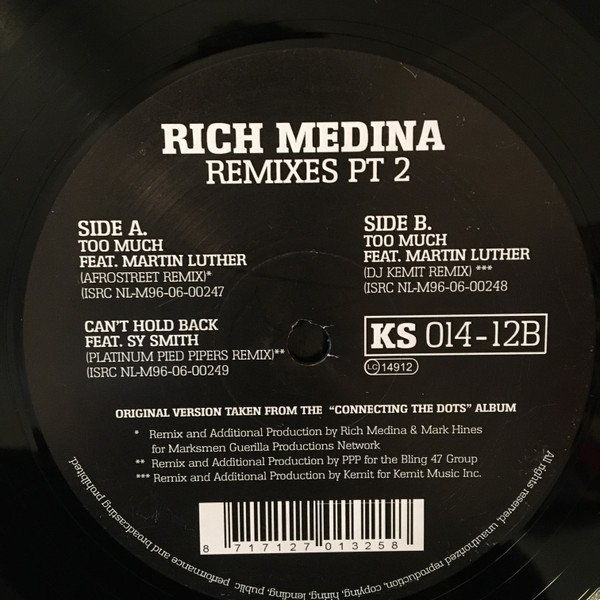 RICH MEDINA
REMIXES PT 2
SIDE A.
TOO MUCH
FEAT. MARTIN LUTHER
(AFROSTREET REMIX)*
(ISRC NL-M96-06-00247
CAN'T HOLD BACK
FEAT. SY SMITH
(PLATINUM PIED PIPERS REMIX)**
(ISRC NL-M96-06-00249
SIDE B.
TOO MUCH
FEAT. MARTIN LUTHER
(DJ KEMIT REMIX) ***
(ISRC NL-M96-06-00248
KS 014-12B
LC 14912
ORIGINAL VERSION TAKEN FROM THE "CONNECTING THE DOTS" ALBUM
* Remix and Additional Production by Rich Medina & Mark Hines
for Marksmen Guerilla Productions Network
** Remix and Additional Production by PPP for the Bling 47 Group
*** Remix and Additional Production by Kemit for Kemit Music Inc.
8 717127 013258
All rights reserved, unauthorized reproduction, copying, hiring, lending, public performance and broadcasting prohibited.